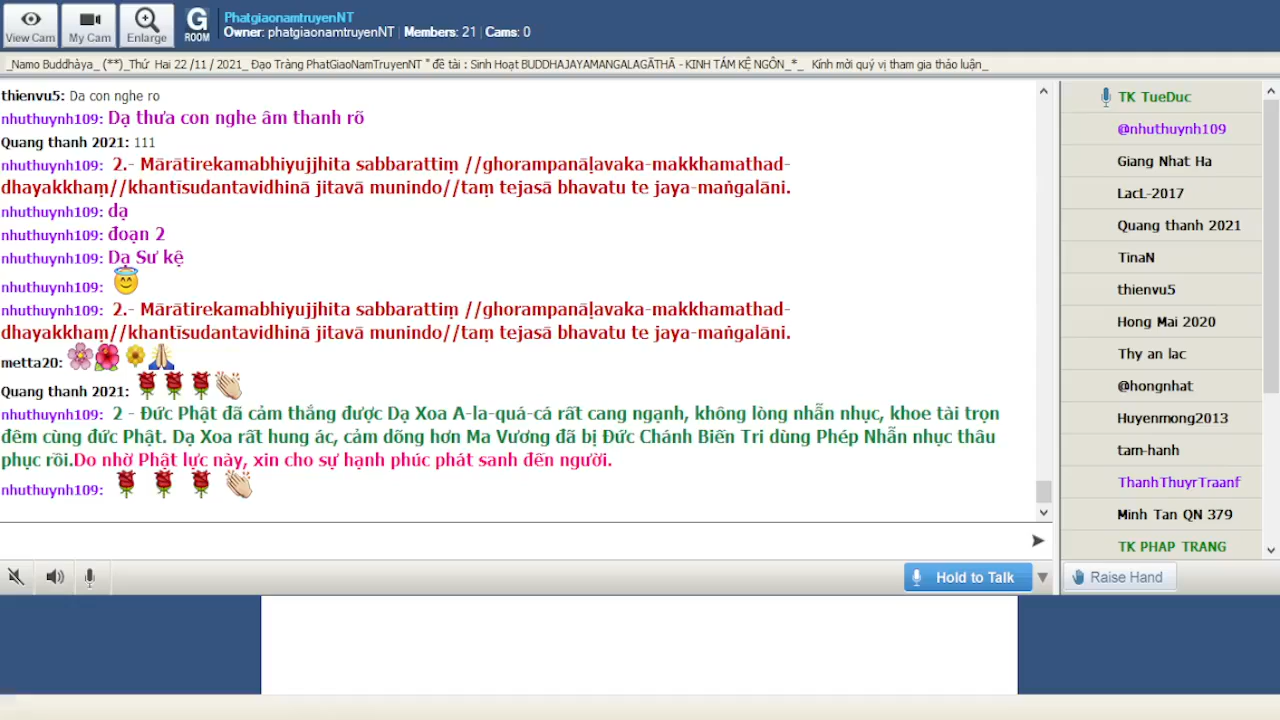 View Cam
My Cam
Enlarge
G
ROOM
PhatgiaonamtruyenNT
Owner: phatgiaonamtruyenNT | Members: 21 | Cams: 0
_Namo Buddhàya_ (**)_Thứ Hai 22 /11 / 2021_ Đạo Tràng PhatGiaoNamTruyenNT " đề tài : Sinh Hoạt BUDDHAJAYAMANGALAGĀTHĀ - KINH TÁM KỆ NGÔN_*_ Kính mời quý vị tham gia thảo luận_
thienvu5: Da con nghe ro
nhuthuynh109: Dạ thưa con nghe âm thanh rõ
Quang thanh 2021: 111
nhuthuynh109: 2.- Mārātirekamabhiyujjhita sabbarattiṃ //ghorampanāḷavaka-makkhamathad-
dhayakkhaṃ//khantīsudantavidhinā jitavā munindo//taṃ tejasā bhavatu te jaya-maṅgalāni.
nhuthuynh109: dạ
nhuthuynh109: đoạn 2
nhuthuynh109: Dạ Sư kệ
nhuthuynh109:
nhuthuynh109: 2.- Mārātirekamabhiyujjhita sabbarattiṃ //ghorampanāḷavaka-makkhamathad-
dhayakkhaṃ//khantīsudantavidhinā jitavā munindo//taṃ tejasā bhavatu te jaya-maṅgalāni.
metta20:
Quang thanh 2021:
nhuthuynh109: 2 - Đức Phật đã cảm thắng được Dạ Xoa A-la-quá-cá rất cang ngạnh, không lòng nhẫn nhục, khoe tài trọn
đêm cùng đức Phật. Dạ Xoa rất hung ác, cảm dõng hơn Ma Vương đã bị Đức Chánh Biến Tri dùng Phép Nhẫn nhục thâu
phục rồi.Do nhờ Phật lực này, xin cho sự hạnh phúc phát sanh đến người.
nhuthuynh109:
TK TueDuc
@nhuthuynh109
Giang Nhat Ha
LacL-2017
Quang thanh 2021
TinaN
thienvu5
Hong Mai 2020
Thy an lac
@hongnhat
Huyenmong2013
tam-hanh
ThanhThuyrTraanf
Minh Tan QN 379
TK PHAP TRANG
Hold to Talk
Raise Hand